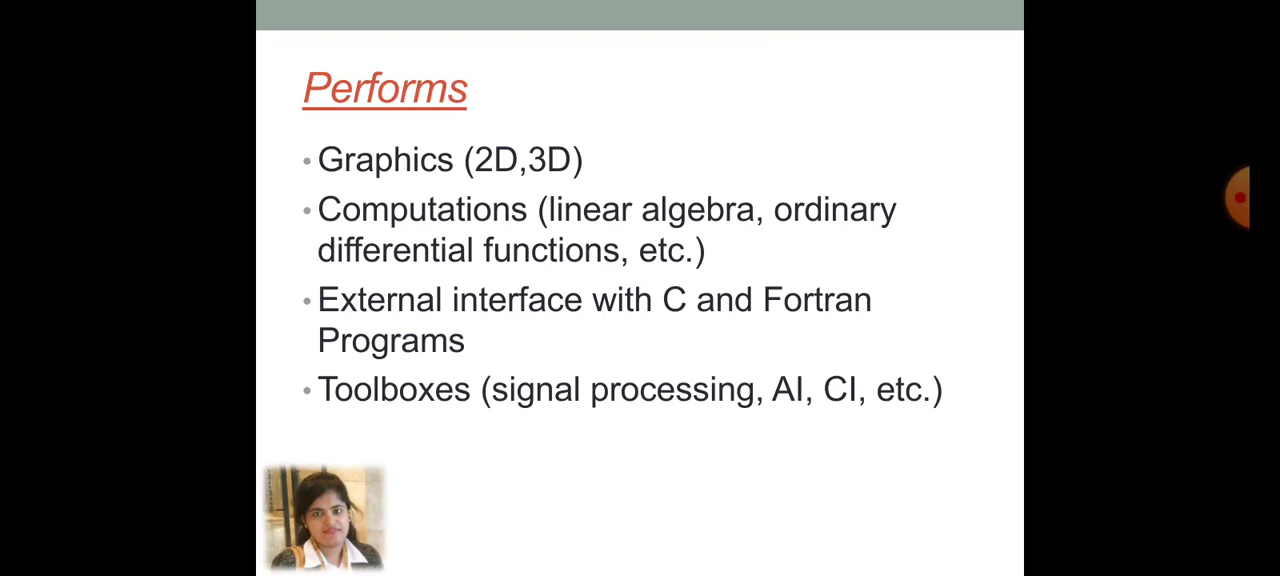 Performs
• Graphics (2D,3D)
• Computations (linear algebra, ordinary
differential functions, etc.)
• External interface with C and Fortran
Programs
• Toolboxes (signal processing, AI, CI, etc.)